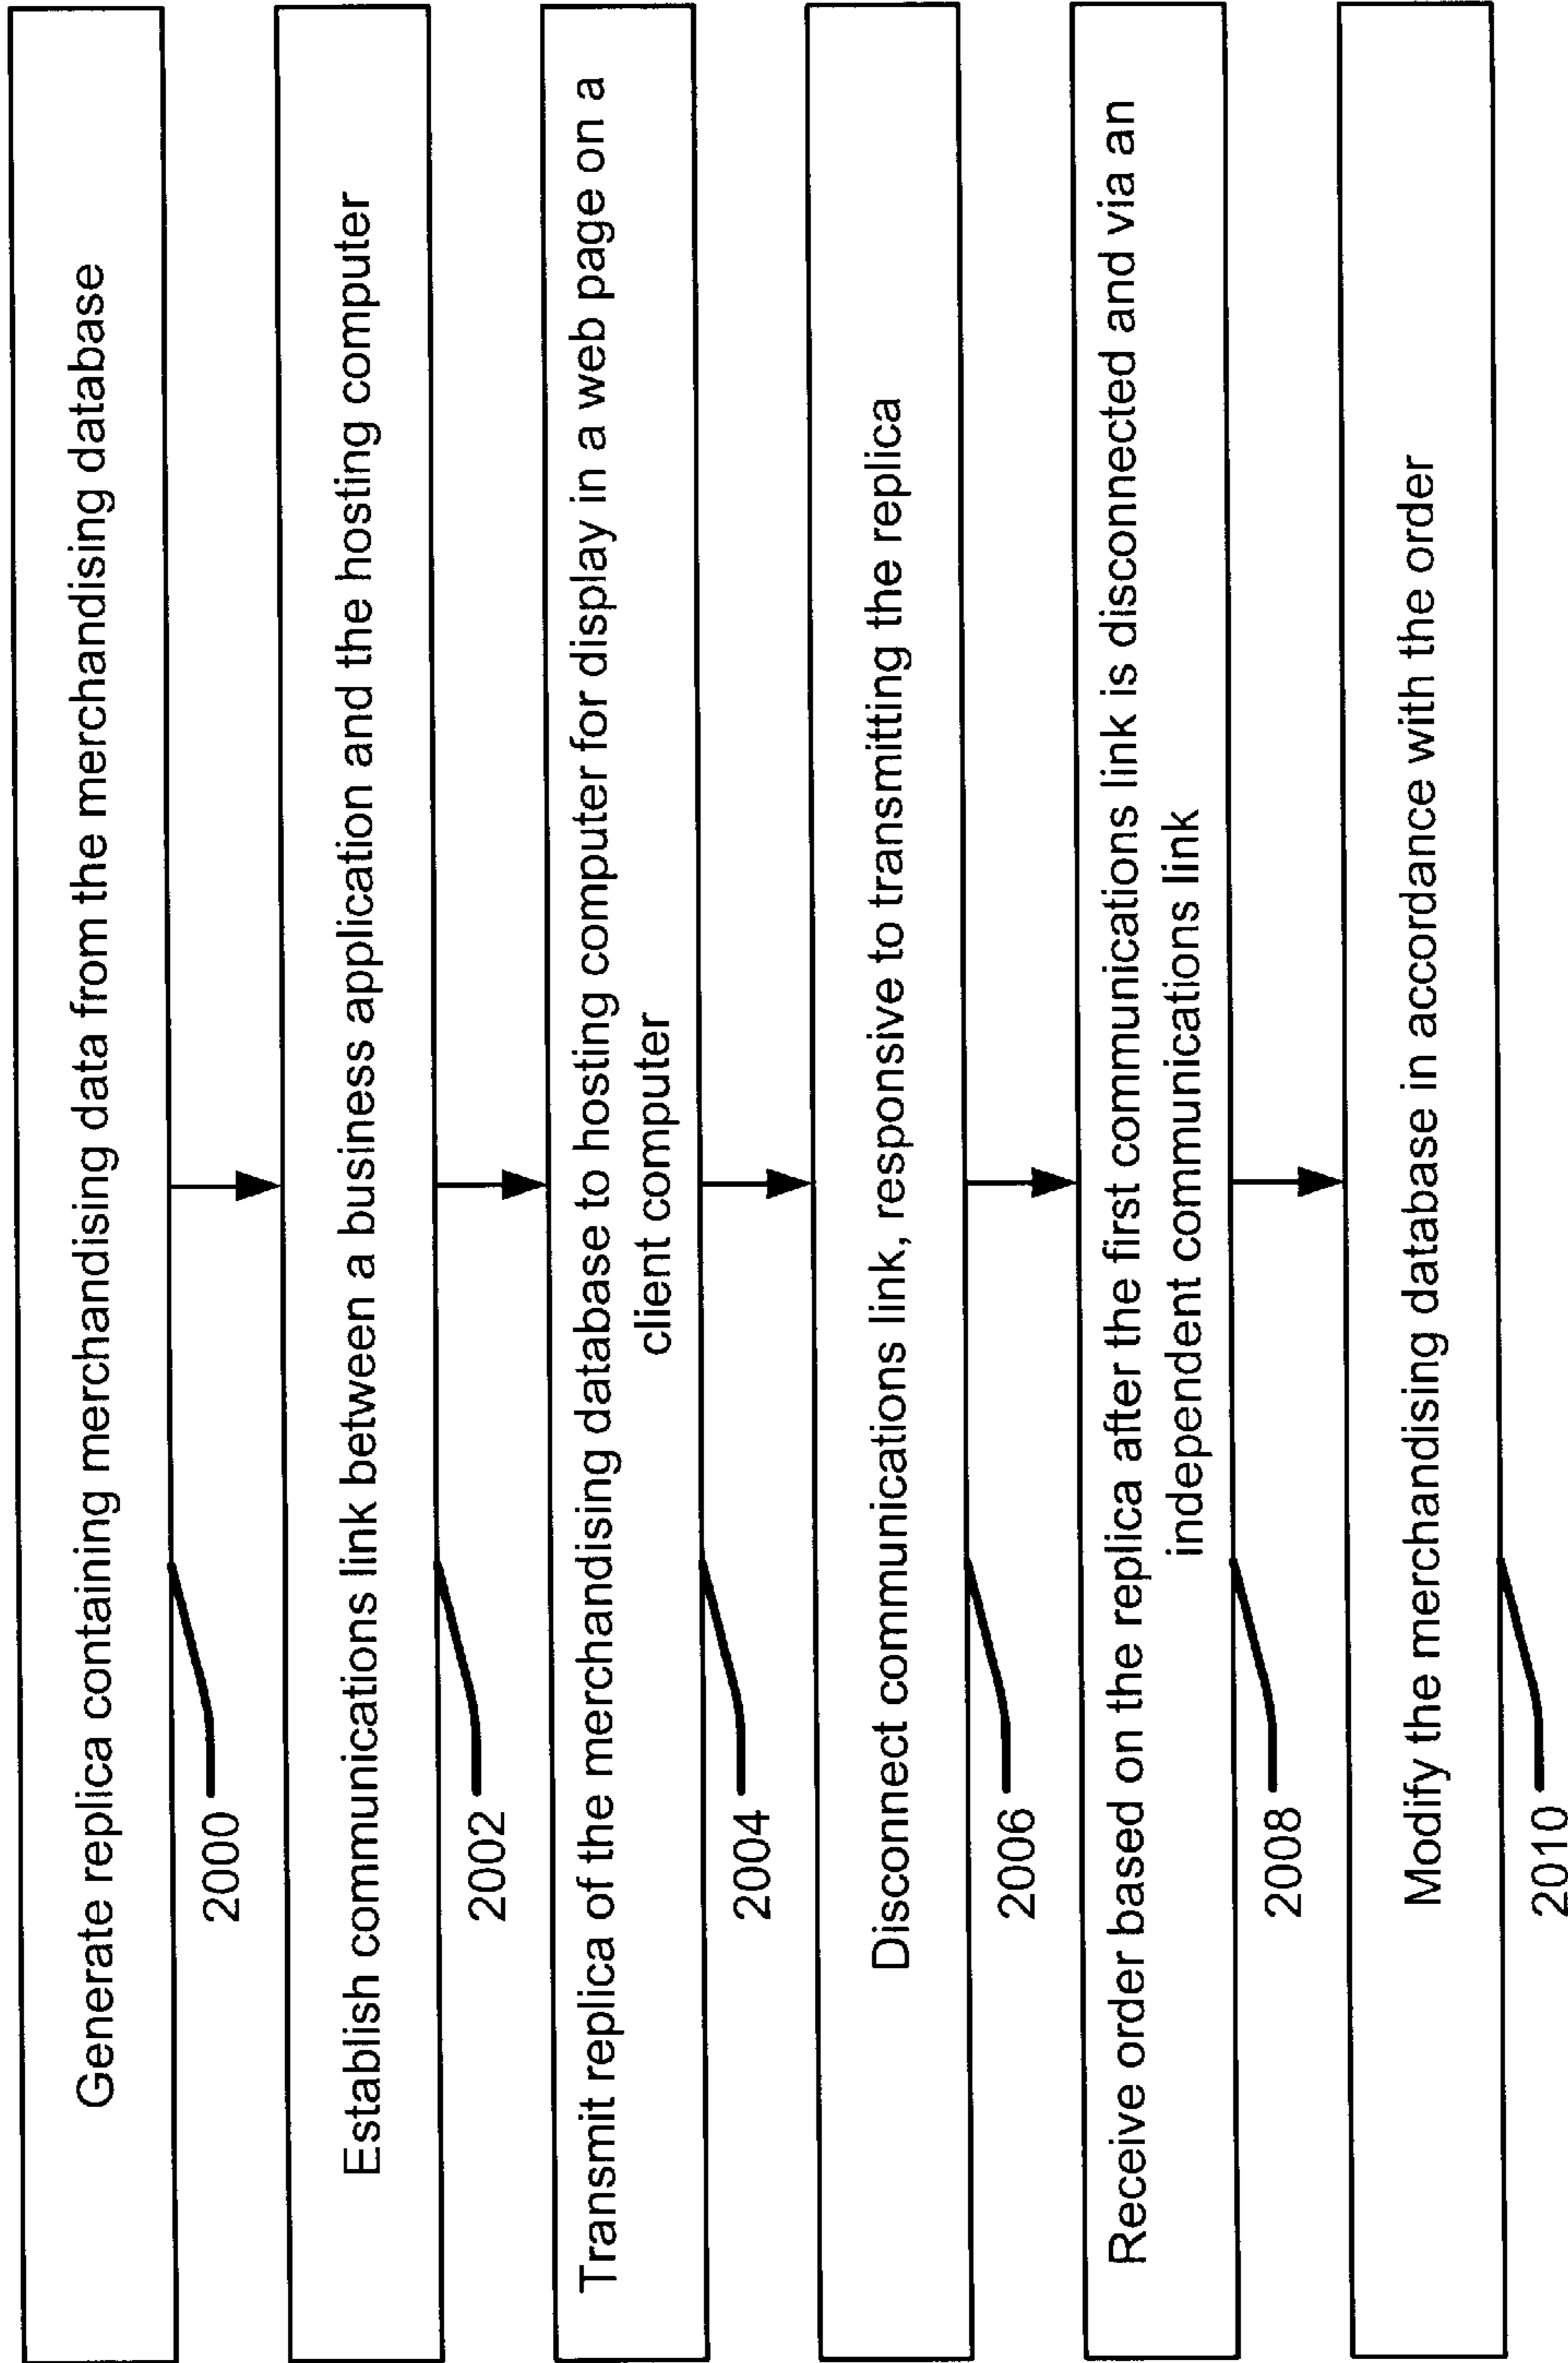 Generate replica containing merchandising data from the merchandising database
2000
Establish communications link between a business application and the hosting computer
2002
Transmit replica of the merchandising database to hosting computer for display in a web page on a
client computer
2004
Disconnect communications link, responsive to transmitting the replica
2006
Receive order based on the replica after the first communications link is disconnected and via an
independent communications link
2008
Modify the merchandising database in accordance with the order
2010